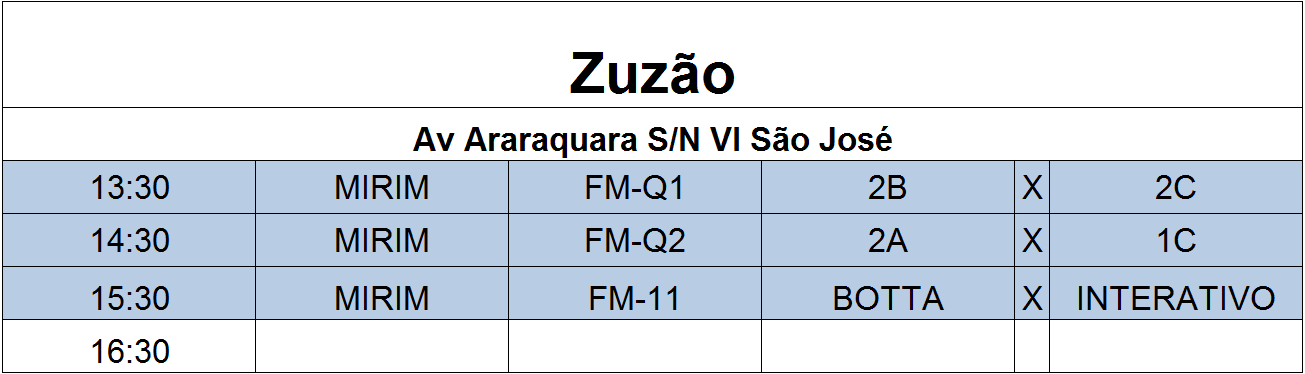 Zuzão
Av Araraquara S/N Vl São José
13:30 MIRIM FM-Q1 2B X 2C
14:30 MIRIM FM-Q2 2A X 1C
15:30 MIRIM FM-11 BOTTA X INTERATIVO
16:30